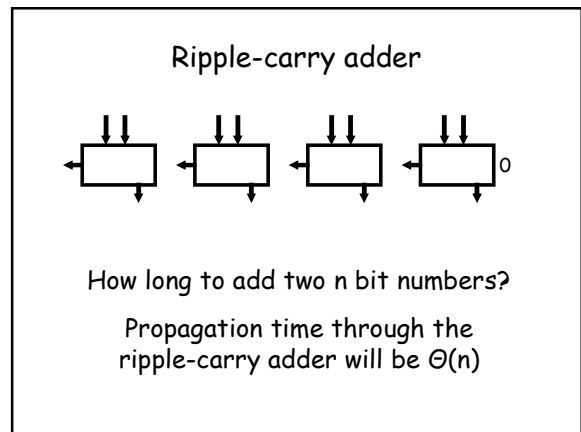 Ripple-carry adder
0
How long to add two n bit numbers?
Propagation time through the
ripple-carry adder will be Θ(n)